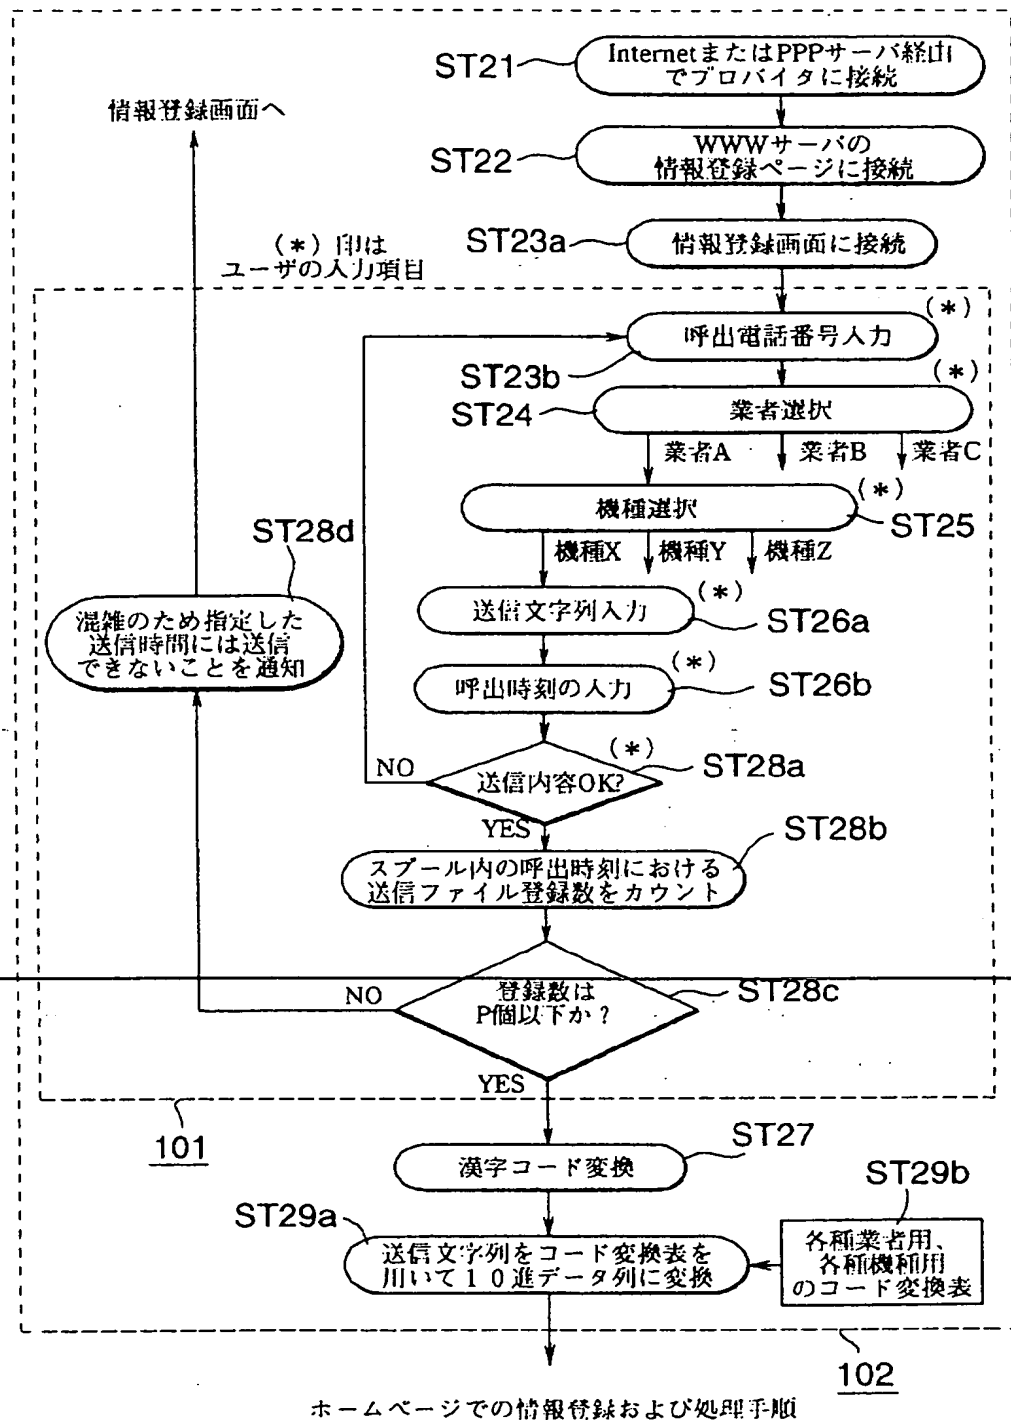 ST21
InternetまたはPPPサーバ経由
でプロバイダに接続
情報登録画面へ
ST22
WWWサーバの
情報登録ページに接続
ST23a
情報登録画面に接続
(*)印は
ユーザの入力項目
(*)
呼出電話番号入力
ST23b
(*)
ST24
業者選択
業者A
業者B
業者C
(*)
機種選択
ST25
機種X
機種Y
機種Z
ST28d
混雑のため指定した
送信時間には送信
できないことを通知
(*)
送信文字列入力
ST26a
(*)
呼出時刻の入力
ST26b
(*)
NO
送信内容OK?
ST28a
YES
ST28b
スプール内の呼出時刻における
送信ファイル登録数をカウント
NO
登録数は
P個以下か?
ST28c
YES
101
ST27
漢字コード変換
ST29b
ST29a
送信文字列をコード変換表を
用いて10進データ列に変換
各種業者用、
各種機種用
のコード変換表
102
ホームページでの情報登録および処理手順